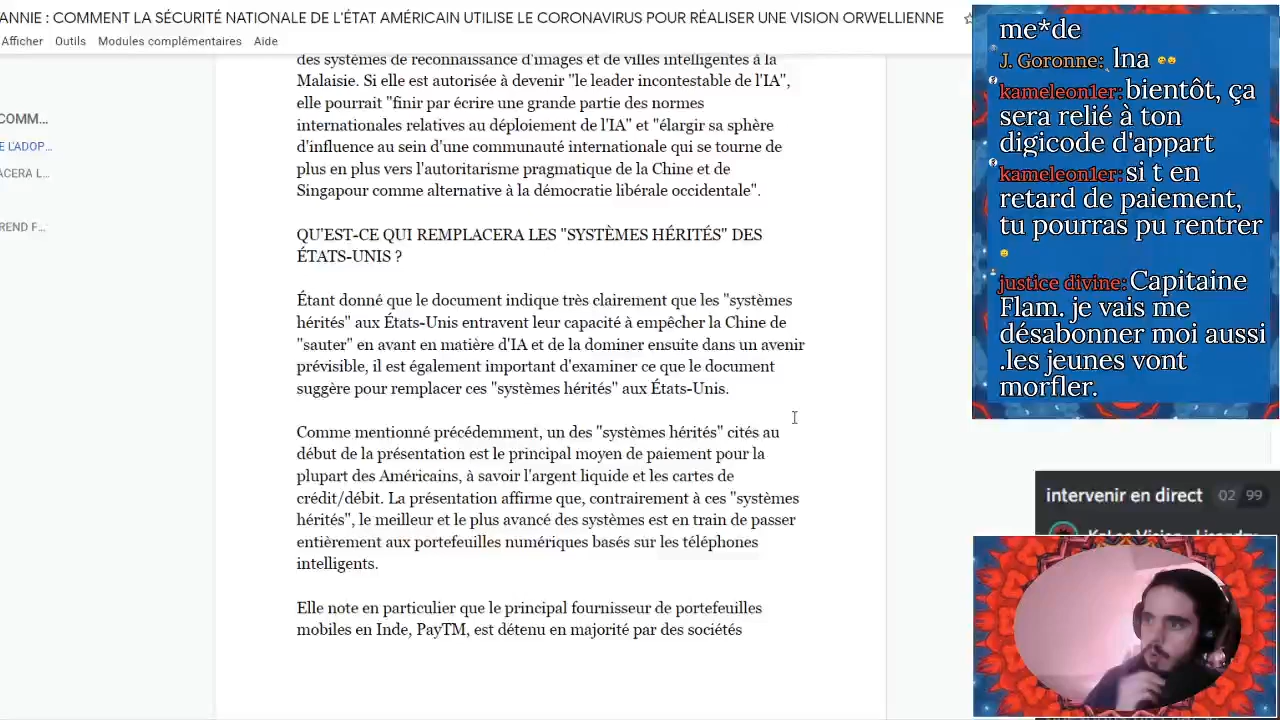 ANNIE : COMMENT LA SÉCURITÉ NATIONALE DE L'ÉTAT AMÉRICAIN UTILISE LE CORONAVIRUS POUR RÉALISER UNE VISION ORWELLIENNE
Afficher Outils Modules complémentaires Aide
COMM...
E L'ADOP...
ACERA L...
REND F...
des systèmes de reconnaissance d'images et de villes intelligentes à la
Malaisie. Si elle est autorisée à devenir "le leader incontestable de l'IA",
elle pourrait "finir par écrire une grande partie des normes
internationales relatives au déploiement de l'IA" et "élargir sa sphère
d'influence au sein d'une communauté internationale qui se tourne de
plus en plus vers l'autoritarisme pragmatique de la Chine et de
Singapour comme alternative à la démocratie libérale occidentale".
QU'EST-CE QUI REMPLACERA LES "SYSTÈMES HÉRITÉS" DES
ÉTATS-UNIS ?
Étant donné que le document indique très clairement que les "systèmes
hérités" aux États-Unis entravent leur capacité à empêcher la Chine de
"sauter" en avant en matière d'IA et de la dominer ensuite dans un avenir
prévisible, il est également important d'examiner ce que le document
suggère pour remplacer ces "systèmes hérités" aux États-Unis.
Comme mentionné précédemment, un des "systèmes hérités" cités au
début de la présentation est le principal moyen de paiement pour la
plupart des Américains, à savoir l'argent liquide et les cartes de
crédit/débit. La présentation affirme que, contrairement à ces "systèmes
hérités", le meilleur et le plus avancé des systèmes est en train de passer
entièrement aux portefeuilles numériques basés sur les téléphones
intelligents.
Elle note en particulier que le principal fournisseur de portefeuilles
mobiles en Inde, PayTM, est détenu en majorité par des sociétés
me*de
J. Goronne: lna
kameleon1er: bientôt, ça
sera relié à ton
digicode d'appart
kameleon1er: si t en
retard de paiement,
tu pourras pu rentrer
justice divine: Capitaine
Flam. je vais me
désabonner moi aussi
.les jeunes vont
morfler.
intervenir en direct 02 99